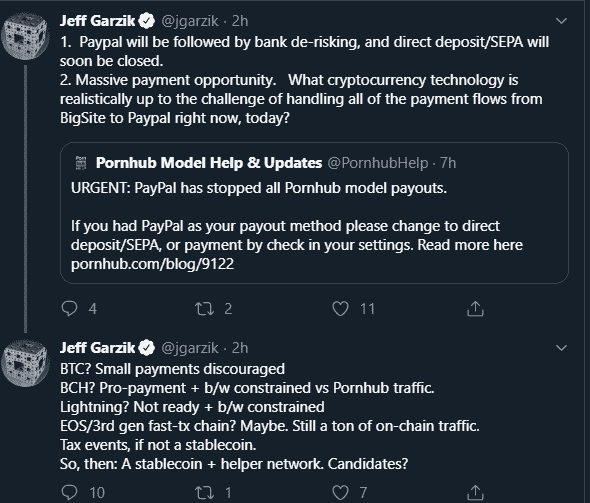 Jeff Garzik @jgarzik · 2h
1. Paypal will be followed by bank de-risking, and direct deposit/SEPA will
soon be closed.
2. Massive payment opportunity. What cryptocurrency technology is
realistically up to the challenge of handling all of the payment flows from
BigSite to Paypal right now, today?
Pornhub Model Help & Updates @PornhubHelp · 7h
URGENT: PayPal has stopped all Pornhub model payouts.
If you had PayPal as your payout method please change to direct
deposit/SEPA, or payment by check in your settings. Read more here
pornhub.com/blog/9122
4 2 11
Jeff Garzik @jgarzik · 2h
BTC? Small payments discouraged
BCH? Pro-payment + b/w constrained vs Pornhub traffic.
Lightning? Not ready + b/w constrained
EOS/3rd gen fast-tx chain? Maybe. Still a ton of on-chain traffic.
Tax events, if not a stablecoin.
So, then: A stablecoin + helper network. Candidates?
10 1 7